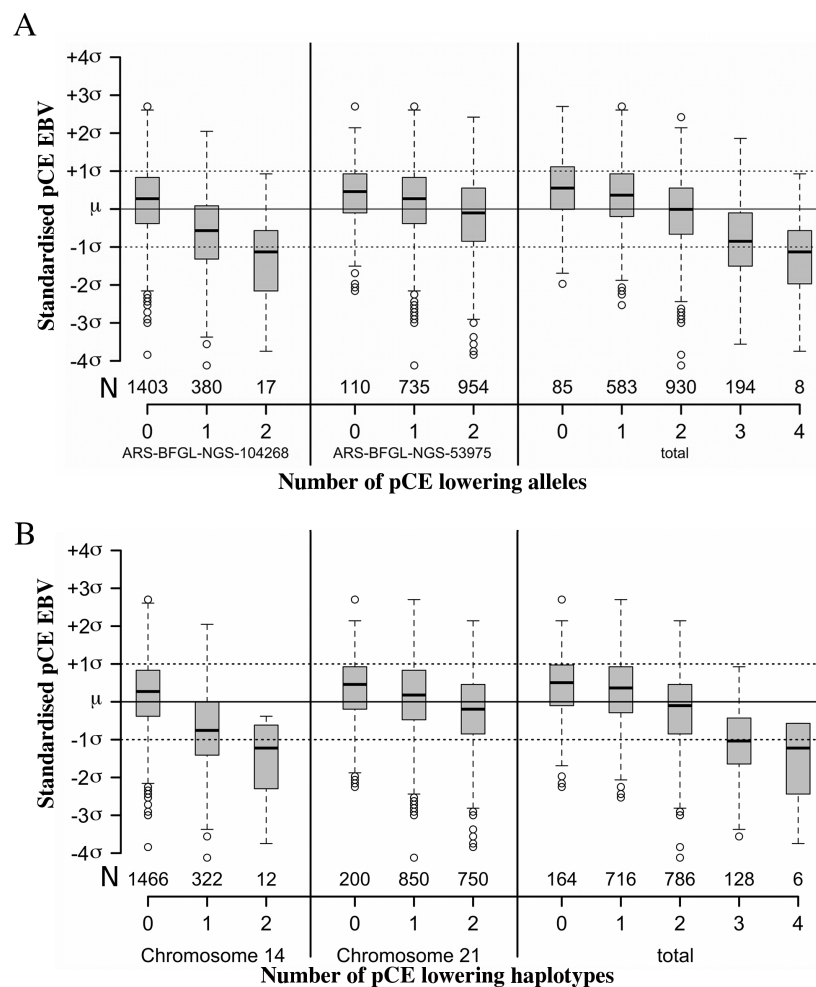 A
Standardised pCE EBV
+4σ
+3σ
+2σ
+1σ
μ
-1σ
-2σ
-3σ
-4σ
N 1403 380 17 110 735 954 85 583 930 194 8
0 1 2 0 1 2 0 1 2 3 4
ARS-BFGL-NGS-104268 ARS-BFGL-NGS-53975 total
Number of pCE lowering alleles
B
Standardised pCE EBV
+4σ
+3σ
+2σ
+1σ
μ
-1σ
-2σ
-3σ
-4σ
N 1466 322 12 200 850 750 164 716 786 128 6
0 1 2 0 1 2 0 1 2 3 4
Chromosome 14 Chromosome 21 total
Number of pCE lowering haplotypes